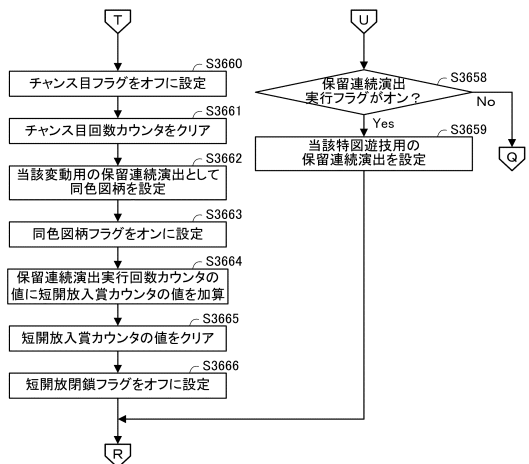 T
S3660
チャンス目フラグをオフに設定
S3661
チャンス目回数カウンタをクリア
S3662
当該変動用の保留連続演出として
同色図柄を設定
S3663
同色図柄フラグをオンに設定
S3664
保留連続演出実行回数カウンタの
値に短開放入賞カウンタの値を加算
S3665
短開放入賞カウンタの値をクリア
S3666
短開放閉鎖フラグをオフに設定
R
U
S3658
保留連続演出
実行フラグがオン？
No
Yes
S3659
当該特図遊技用の
保留連続演出を設定
Q